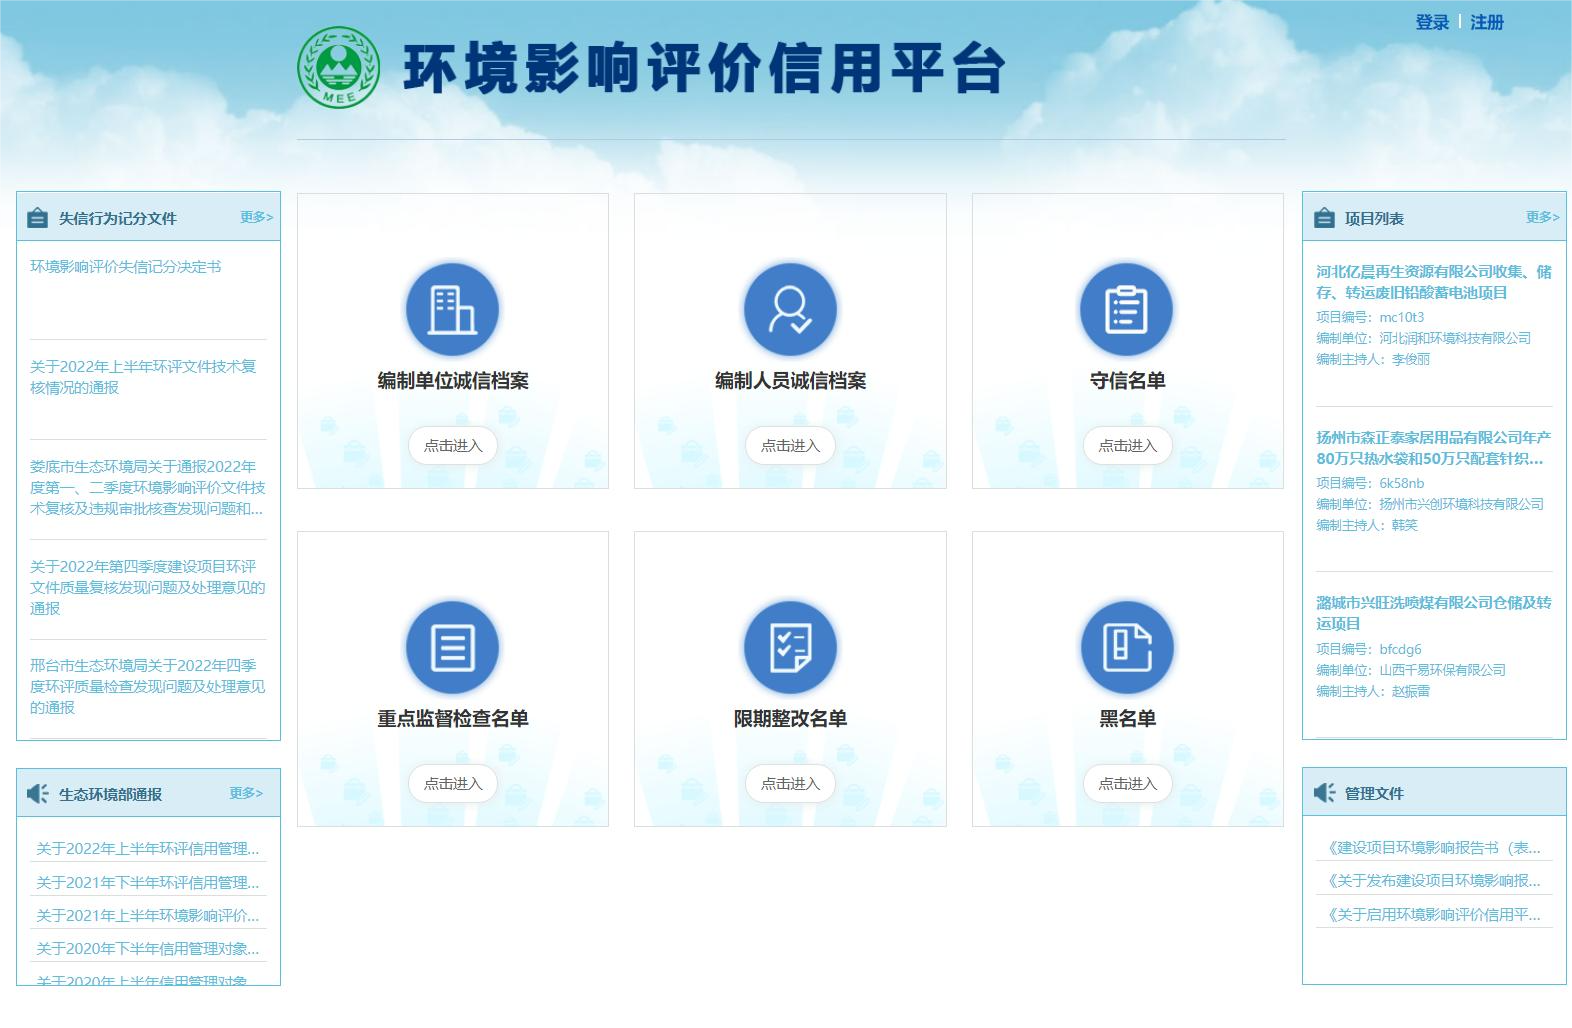 登录
注册
MEE
环境影响评价信用平台
失信行为记分文件
更多>
环境影响评价失信记分决定书
关于2022年上半年环评文件技术复
核情况的通报
娄底市生态环境局关于通报2022年
度第一、二季度环境影响评价文件技
术复核及违规审批核查发现问题和...
关于2022年第四季度建设项目环评
文件质量复核发现问题及处理意见的
通报
邢台市生态环境局关于2022年四季
度环评质量检查发现问题及处理意见
的通报
生态环境部通报
更多>
关于2022年上半年环评信用管理...
关于2021年下半年环评信用管理...
关于2021年上半年环境影响评价...
关于2020年下半年信用管理对象...
关于2020年上半年信用管理对象
编制单位诚信档案
点击进入
编制人员诚信档案
点击进入
守信名单
点击进入
重点监督检查名单
点击进入
限期整改名单
点击进入
黑名单
点击进入
项目列表
更多>
河北亿晨再生资源有限公司收集、储
存、转运废旧铅酸蓄电池项目
项目编号：mc10t3
编制单位：河北润和环境科技有限公司
编制主持人：李俊丽
扬州市森正泰家居用品有限公司年产
80万只热水袋和50万只配套针织...
项目编号：6k58nb
编制单位：扬州市兴创环境科技有限公司
编制主持人：韩笑
潞城市兴旺洗喷煤有限公司仓储及转
运项目
项目编号：bfcdg6
编制单位：山西千易环保有限公司
编制主持人：赵振雷
管理文件
《建设项目环境影响报告书（表...
《关于发布建设项目环境影响报...
《关于启用环境影响评价信用平...